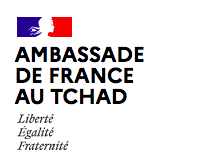 AMBASSADE
DE FRANCE
AU TCHAD
Liberté
Égalité
Fraternité